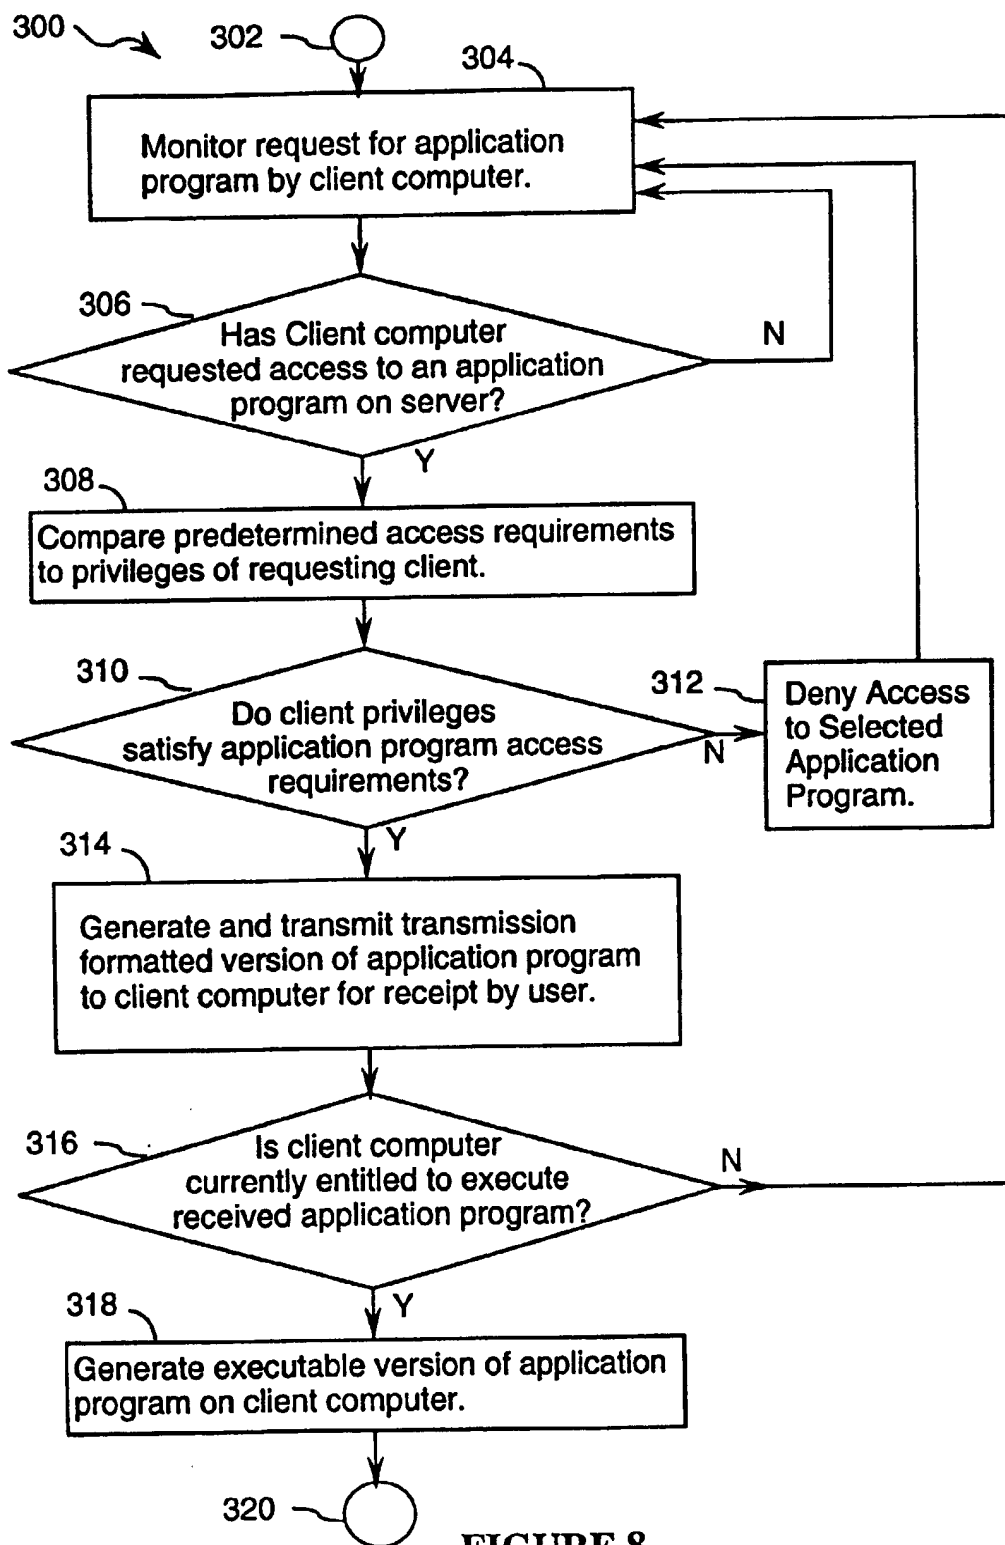 300
302
304
Monitor request for application
program by client computer.
306
Has Client computer
requested access to an application
program on server?
N
Y
308
Compare predetermined access requirements
to privileges of requesting client.
310
Do client privileges
satisfy application program access
requirements?
N
312
Deny Access
to Selected
Application
Program.
Y
314
Generate and transmit transmission
formatted version of application program
to client computer for receipt by user.
316
Is client computer
currently entitled to execute
received application program?
N
Y
318
Generate executable version of application
program on client computer.
320
FIGURE 8